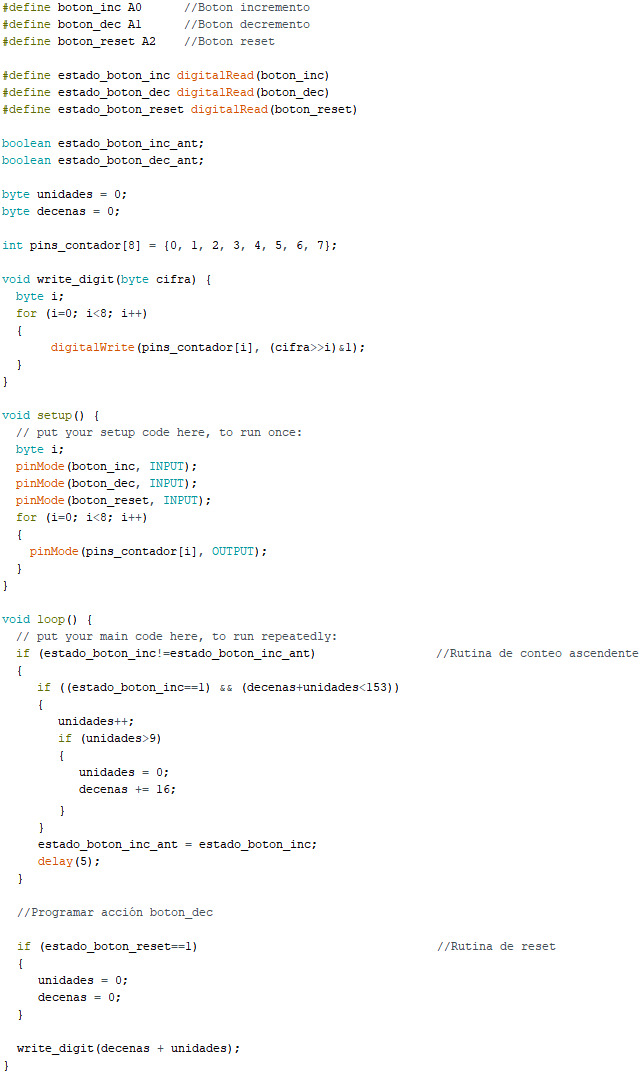 #define boton_inc A0      //Boton incremento
#define boton_dec A1      //Boton decremento
#define boton_reset A2    //Boton reset

#define estado_boton_inc digitalRead(boton_inc)
#define estado_boton_dec digitalRead(boton_dec)
#define estado_boton_reset digitalRead(boton_reset)

boolean estado_boton_inc_ant;
boolean estado_boton_dec_ant;

byte unidades = 0;
byte decenas = 0;

int pins_contador[8] = {0, 1, 2, 3, 4, 5, 6, 7};

void write_digit(byte cifra) {
  byte i;
  for (i=0; i<8; i++)
  {
       digitalWrite(pins_contador[i], (cifra>>i)&1);
  }
}

void setup() {
  // put your setup code here, to run once:
  byte i;
  pinMode(boton_inc, INPUT);
  pinMode(boton_dec, INPUT);
  pinMode(boton_reset, INPUT);
  for (i=0; i<8; i++)
  {
    pinMode(pins_contador[i], OUTPUT);
  }
}

void loop() {
  // put your main code here, to run repeatedly:
  if (estado_boton_inc!=estado_boton_inc_ant)                 //Rutina de conteo ascendente
  {
     if ((estado_boton_inc==1) && (decenas+unidades<153))
     {
        unidades++;
        if (unidades>9)
        {
           unidades = 0;
           decenas += 16;
        }
     }
     estado_boton_inc_ant = estado_boton_inc;
     delay(5);
  }

  //Programar acción boton_dec

  if (estado_boton_reset==1)                                  //Rutina de reset
  {
     unidades = 0;
     decenas = 0;
  }

  write_digit(decenas + unidades);
}